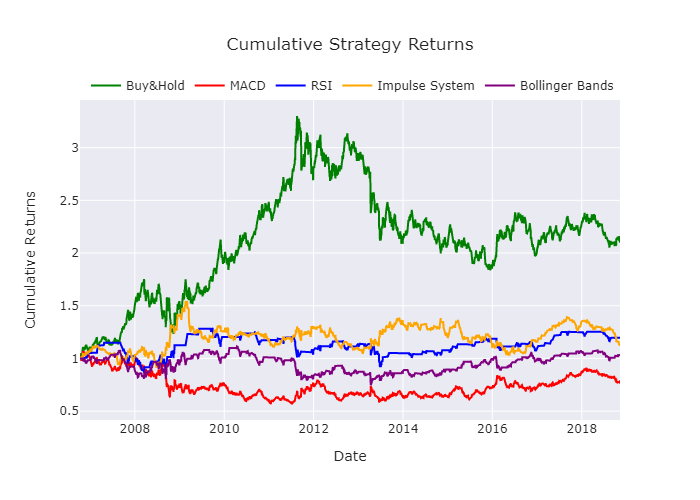 Cumulative Strategy Returns
Buy&Hold MACD RSI Impulse System Bollinger Bands
3
2.5
2
1.5
1
0.5
Cumulative Returns
2008 2010 2012 2014 2016 2018
Date